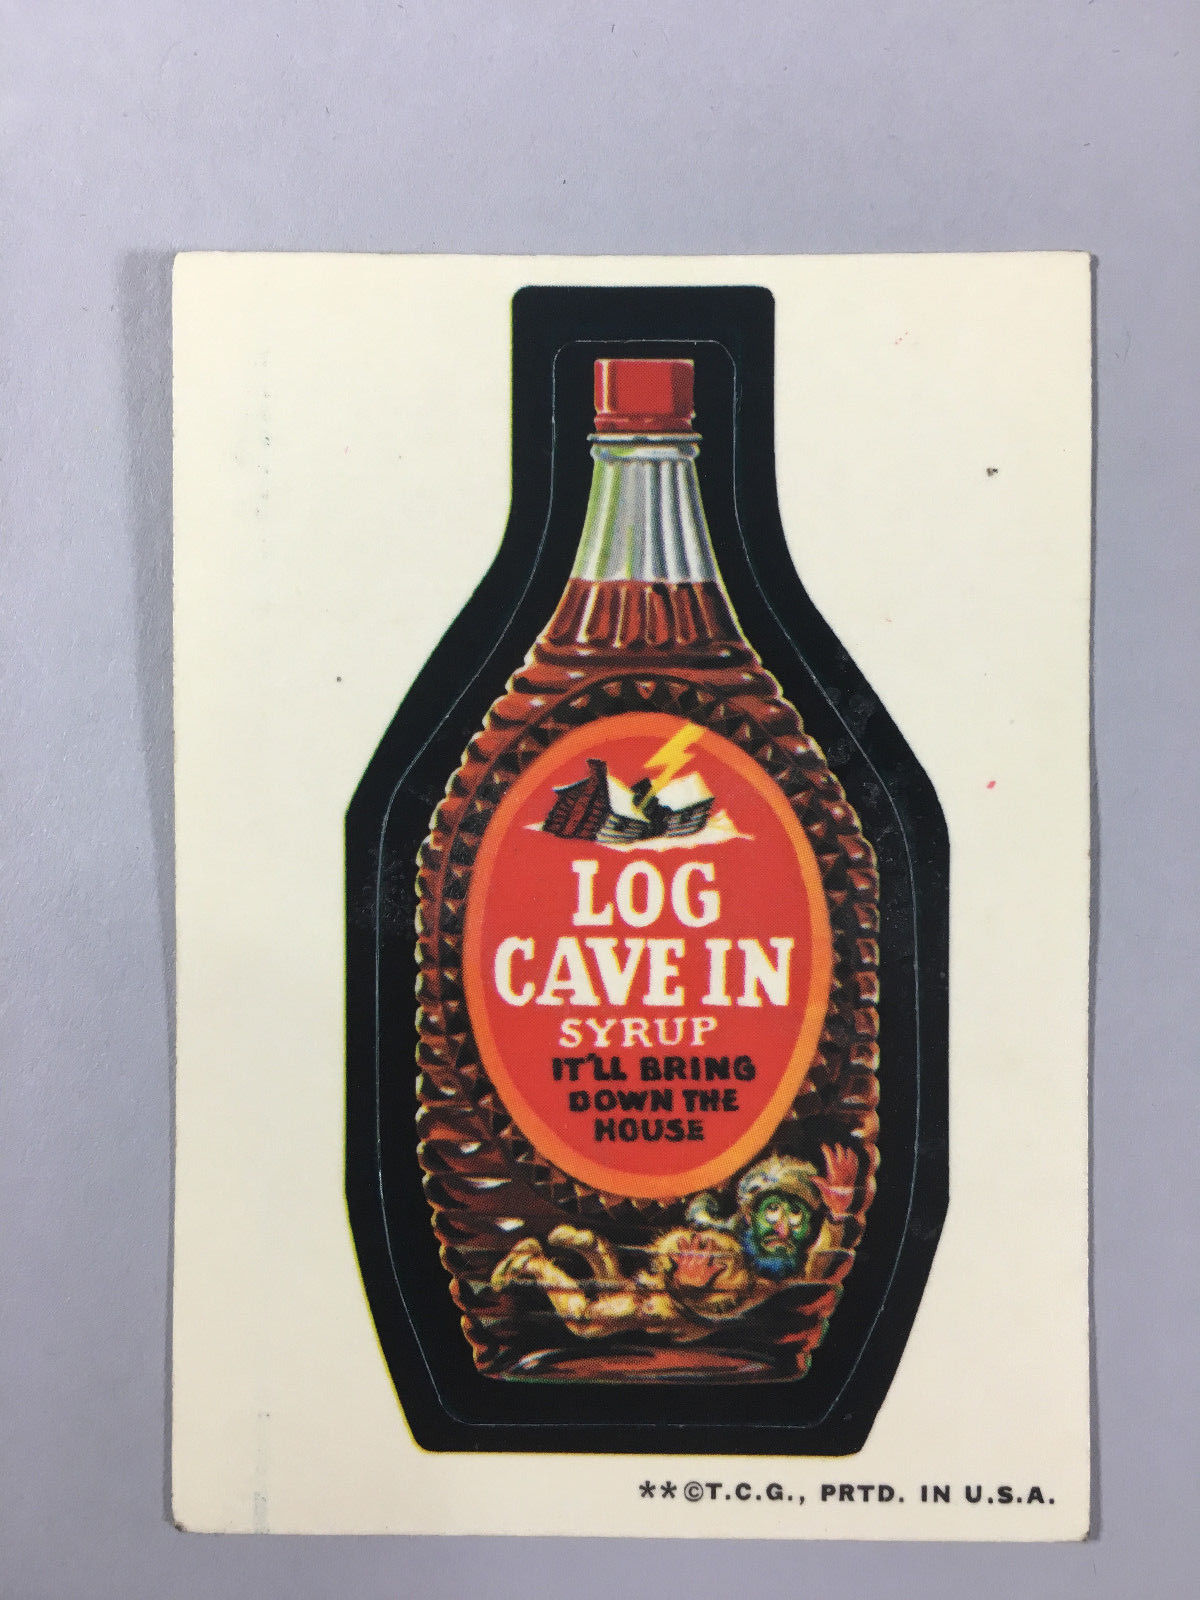 LOG
CAVE IN
SYRUP
IT'LL BRING
DOWN THE
HOUSE
**©T.C.G., PRTD. IN U.S.A.